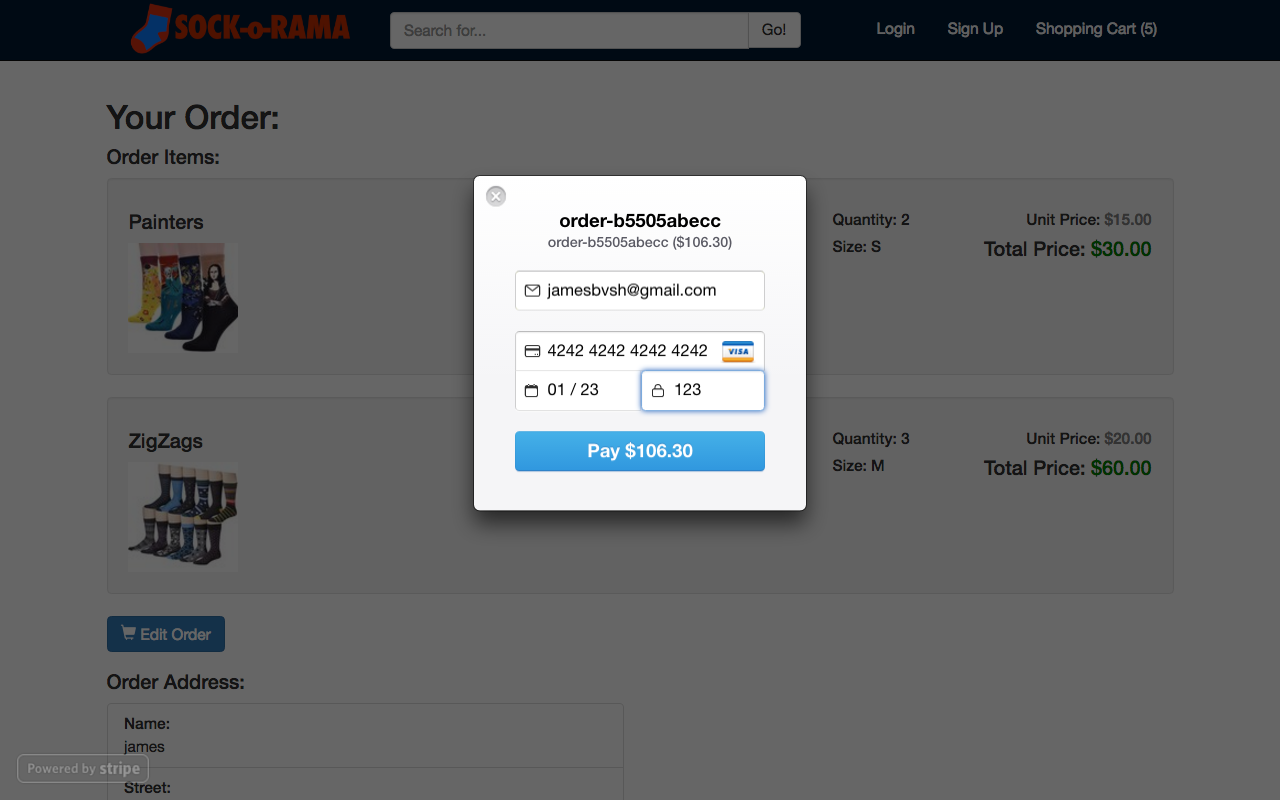 SOCK-o-RAMA
Search for... Go!
Login Sign Up Shopping Cart (5)
Your Order:
Order Items:
Painters
Quantity: 2 Unit Price: $15.00
Size: S Total Price: $30.00
order-b5505abecc
order-b5505abecc ($106.30)
jamesbvsh@gmail.com
4242 4242 4242 4242 VISA
01 / 23 123
Pay $106.30
ZigZags
Quantity: 3 Unit Price: $20.00
Size: M Total Price: $60.00
Edit Order
Order Address:
Name:
james
Powered by stripe
Street: